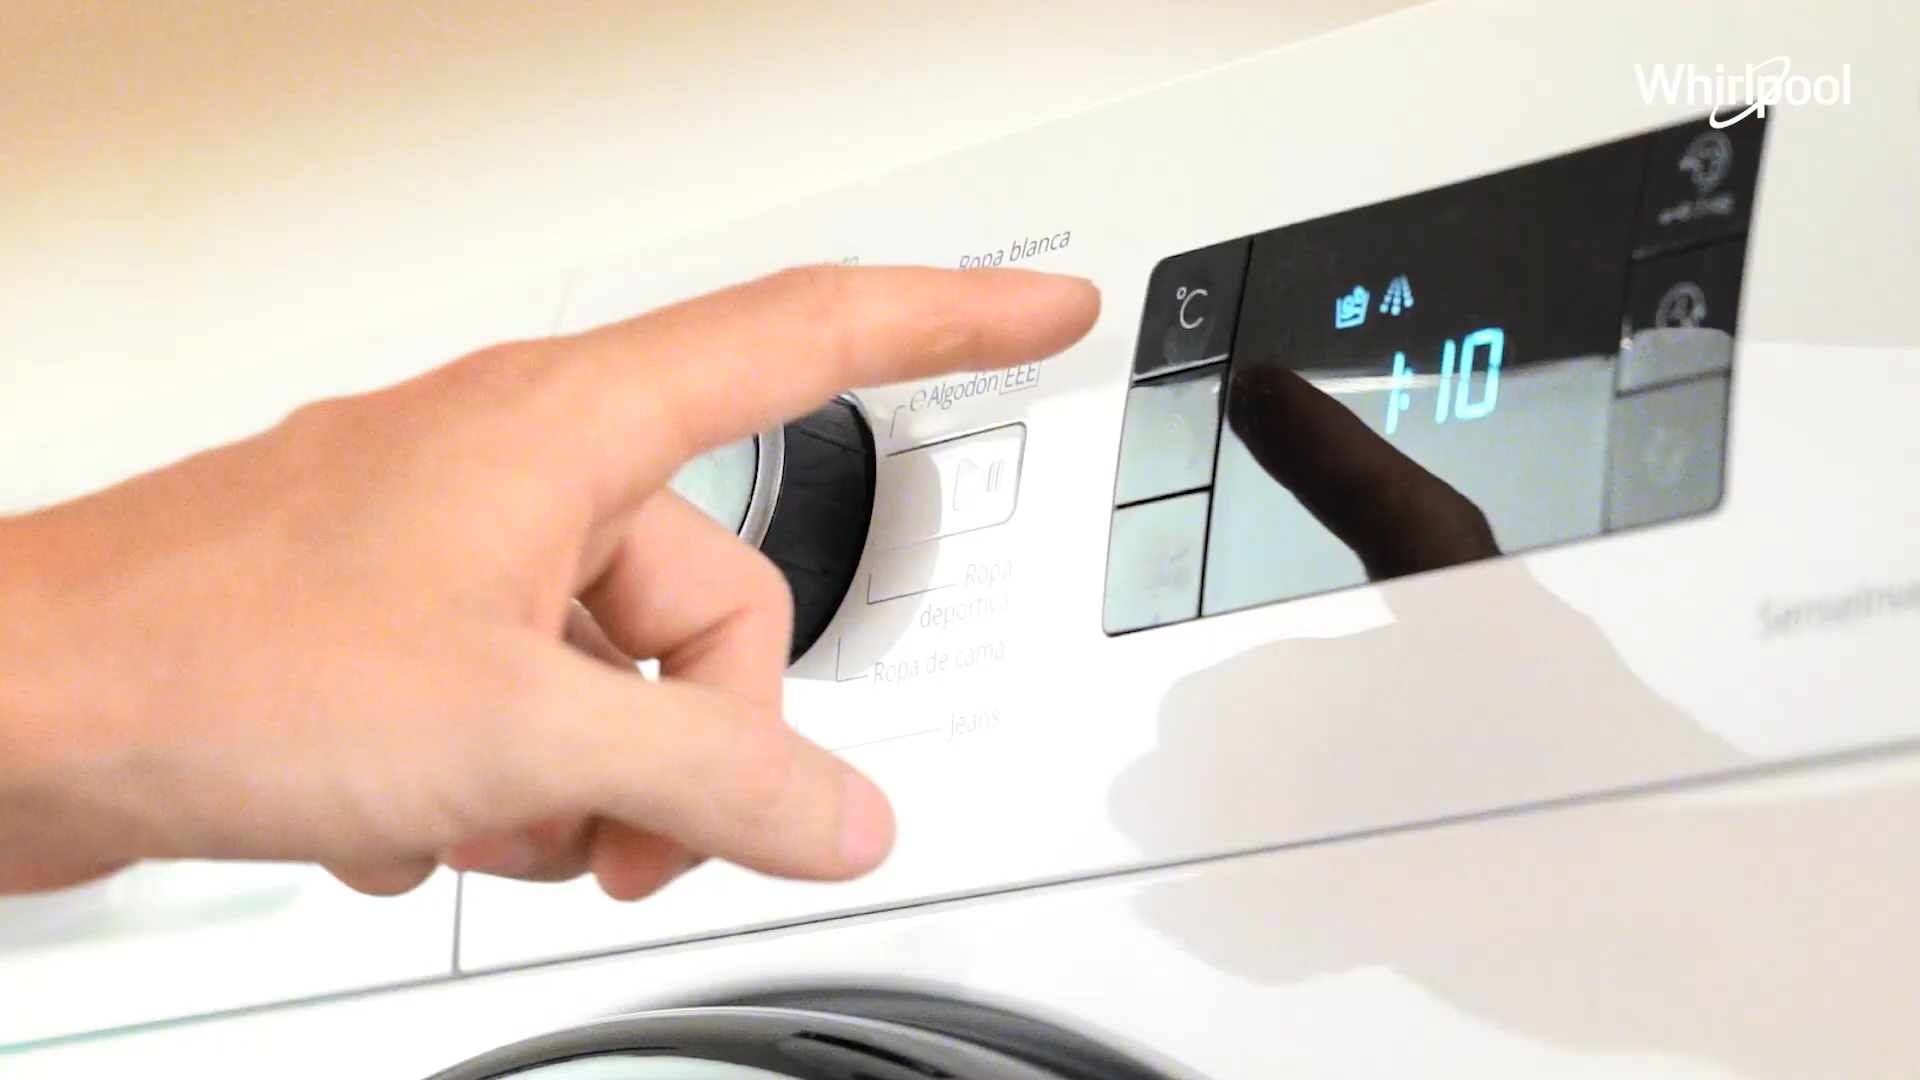 Whirlpool
Ropa blanca
°C
1:10
eAlgodón EEE
Ropa
deportiva
Ropa de cama
Jeans